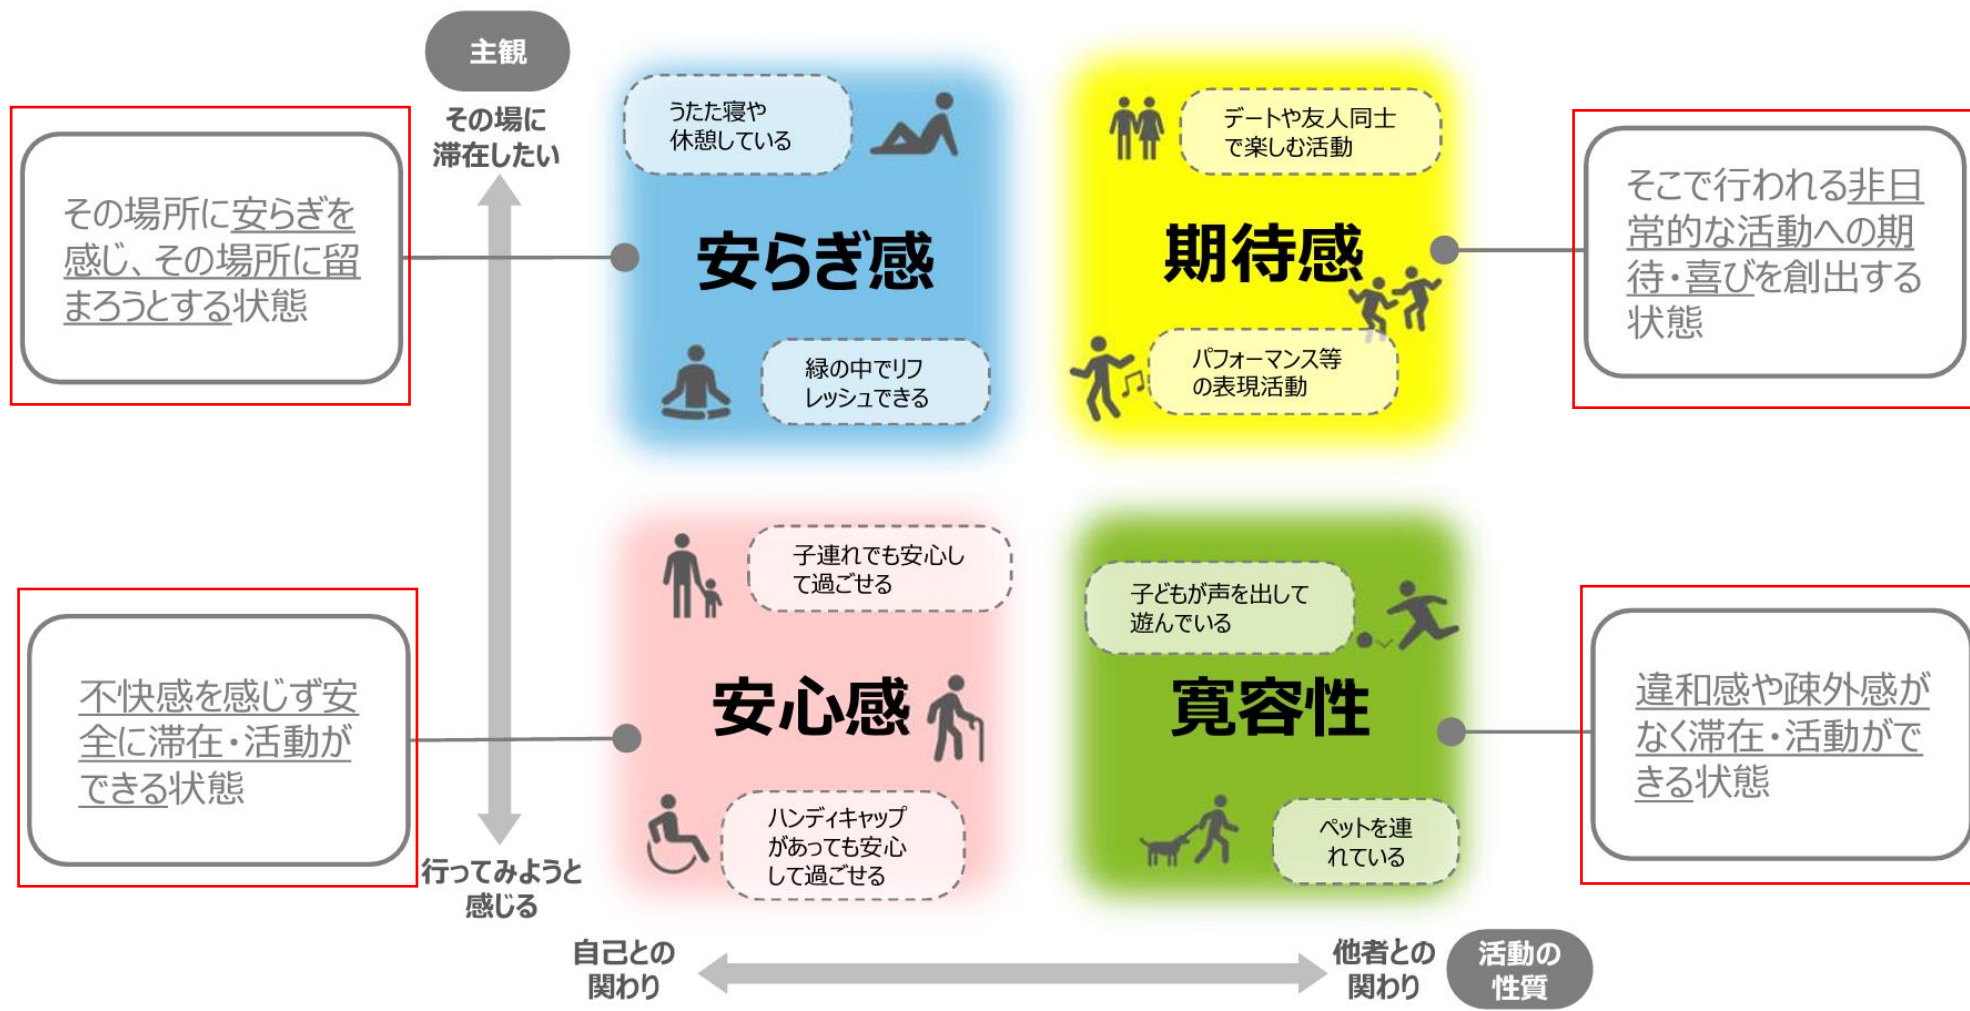 主観
その場に
滞在したい
その場所に安らぎを
感じ、その場所に留
まろうとする状態
うたた寝や
休憩している
安らぎ感
緑の中でリフ
レッシュできる
デートや友人同士
で楽しむ活動
期待感
パフォーマンス等
の表現活動
そこで行われる非日
常的な活動への期
待・喜びを創出する
状態
不快感を感じず安
全に滞在・活動が
できる状態
子連れでも安心し
て過ごせる
安心感
ハンディキャップ
があっても安心
して過ごせる
子どもが声を出して
遊んでいる
寛容性
ペットを連
れている
違和感や疎外感が
なく滞在・活動がで
きる状態
行ってみようと
感じる
自己との
関わり
他者との
関わり
活動の
性質